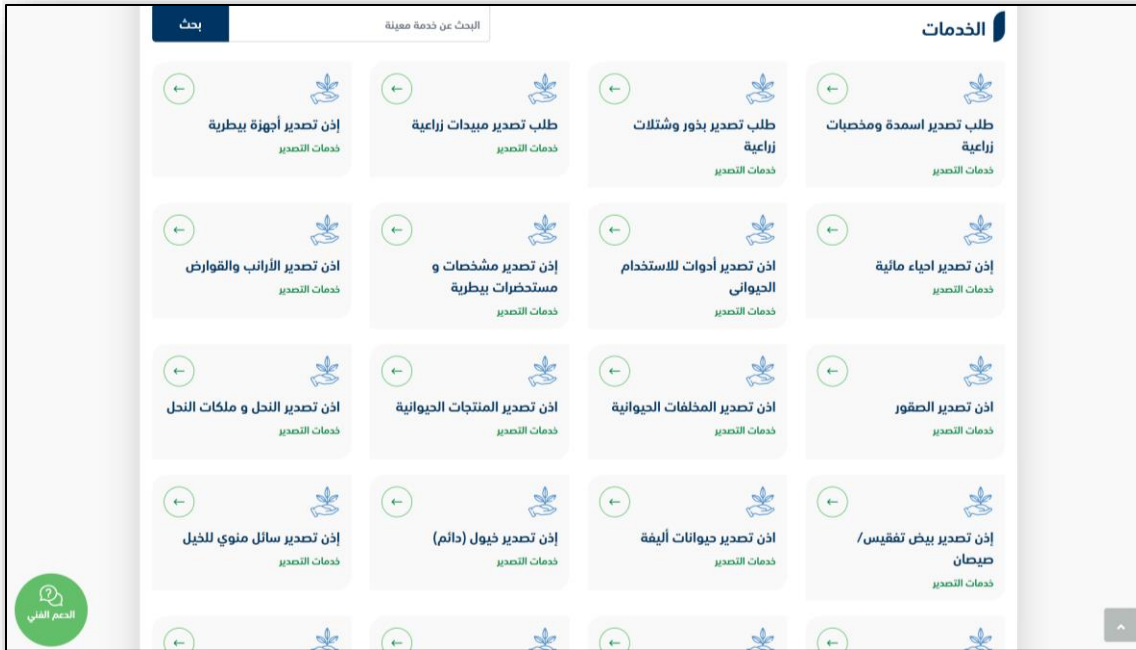 الخدمات
البحث عن خدمة معينة
بحث
طلب تصدير اسمدة ومخصبات
زراعية
خدمات التصدير
طلب تصدير بذور وشتلات
زراعية
خدمات التصدير
طلب تصدير مبيدات زراعية
خدمات التصدير
إذن تصدير أجهزة بيطرية
خدمات التصدير
إذن تصدير احياء مائية
خدمات التصدير
اذن تصدير أدوات للاستخدام
الحيوانى
خدمات التصدير
إذن تصدير مشخصات و
مستحضرات بيطرية
خدمات التصدير
اذن تصدير الأرانب والقوارض
خدمات التصدير
اذن تصدير الصقور
خدمات التصدير
اذن تصدير المخلفات الحيوانية
خدمات التصدير
اذن تصدير المنتجات الحيوانية
خدمات التصدير
اذن تصدير النحل و ملكات النحل
خدمات التصدير
إذن تصدير بيض تفقيس/
صيصان
خدمات التصدير
اذن تصدير حيوانات أليفة
خدمات التصدير
إذن تصدير خيول (دائم)
خدمات التصدير
إذن تصدير سائل منوي للخيل
خدمات التصدير
الدعم الفني